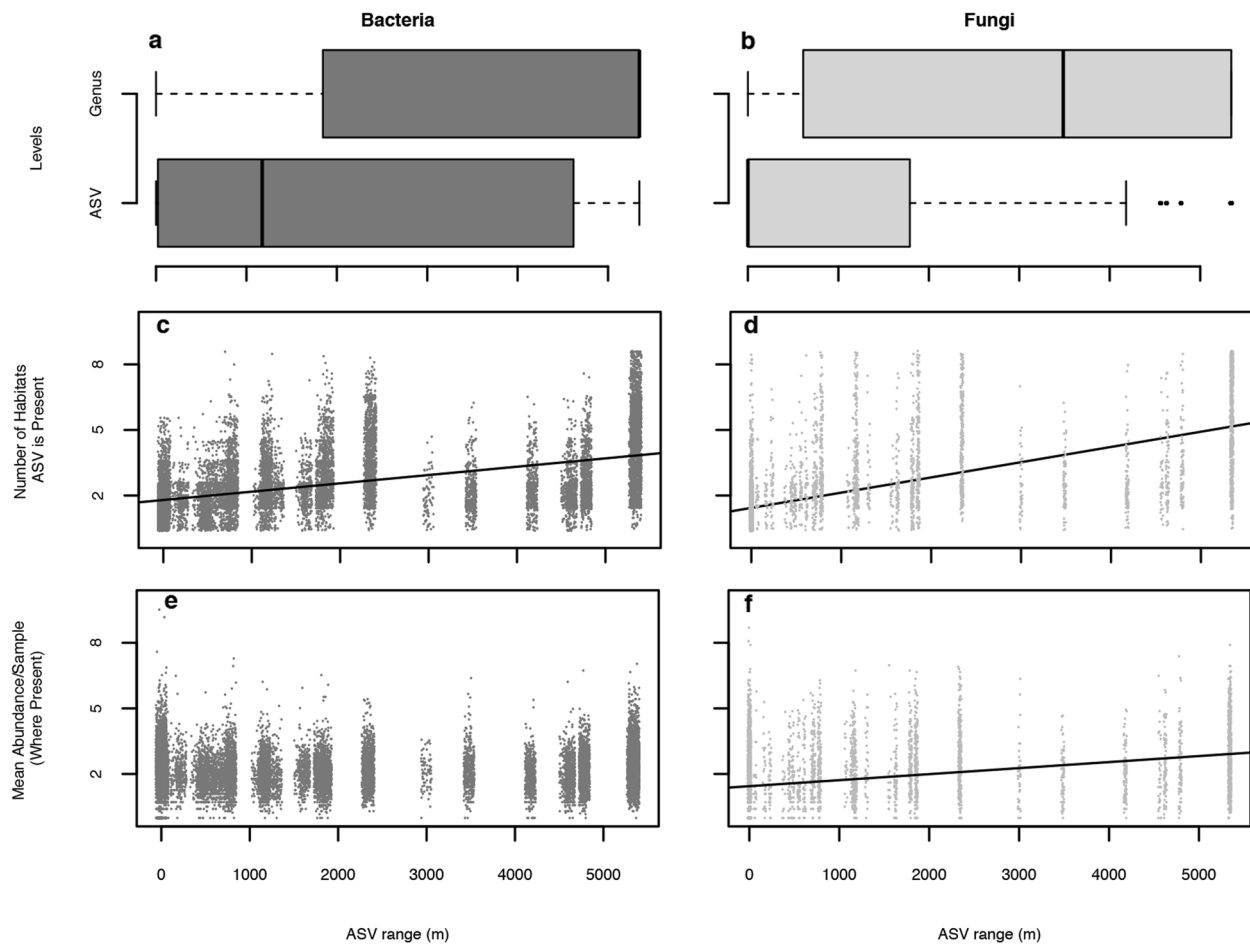 Bacteria
Fungi
a
b
Levels
Genus
ASV
c
d
Number of Habitats
ASV is Present
8
5
2
e
f
Mean Abundance/Sample
(Where Present)
8
5
2
0 1000 2000 3000 4000 5000
0 1000 2000 3000 4000 5000
ASV range (m)
ASV range (m)